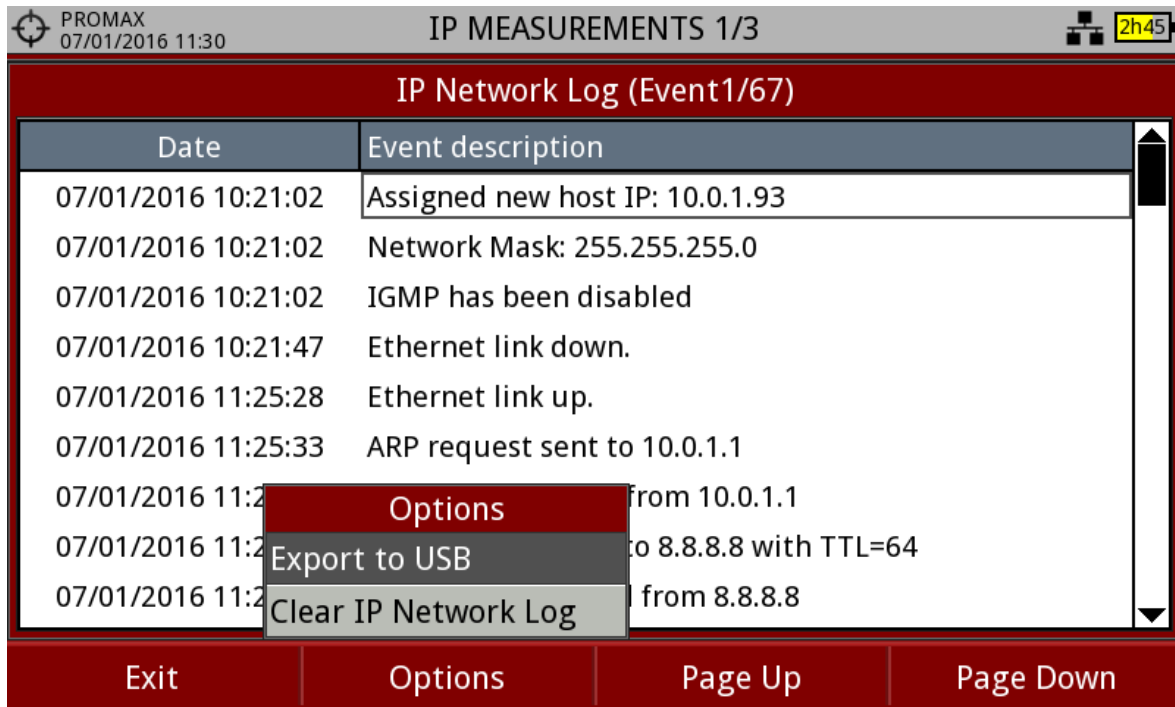 PROMAX
07/01/2016 11:30
IP MEASUREMENTS 1/3
2h45
IP Network Log (Event1/67)
Date Event description
07/01/2016 10:21:02 Assigned new host IP: 10.0.1.93
07/01/2016 10:21:02 Network Mask: 255.255.255.0
07/01/2016 10:21:02 IGMP has been disabled
07/01/2016 10:21:47 Ethernet link down.
07/01/2016 11:25:28 Ethernet link up.
07/01/2016 11:25:33 ARP request sent to 10.0.1.1
07/01/2016 11:2 from 10.0.1.1
07/01/2016 11:2 to 8.8.8.8 with TTL=64
07/01/2016 11:2 from 8.8.8.8
Options
Export to USB
Clear IP Network Log
Exit Options Page Up Page Down